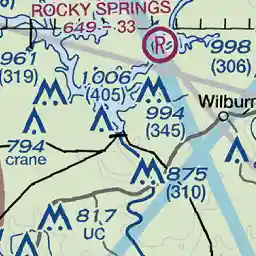 ROCKY SPRINGS
649 - 33
R
998
(306)
961
(319)
1006
(405)
994
(345)
Wilburn
794
crane
875
(310)
817
UC